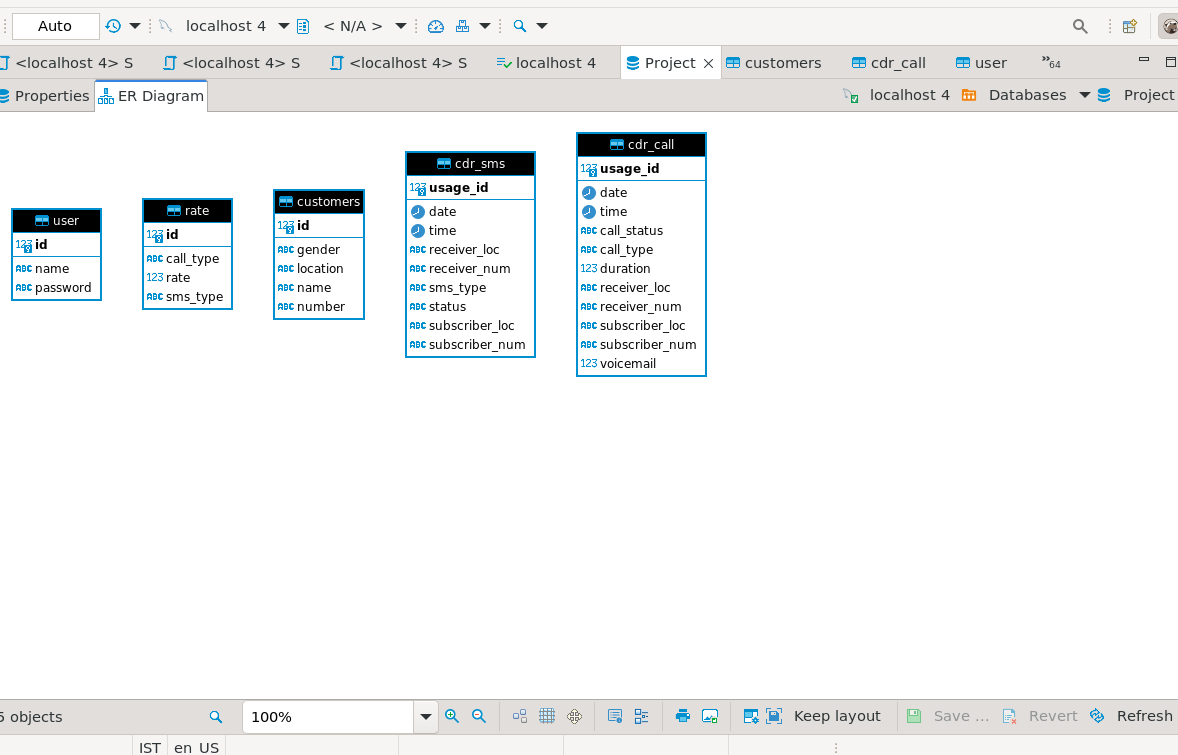 Auto localhost 4 < N/A >
<localhost 4> S <localhost 4> S <localhost 4> S localhost 4 Project customers cdr_call user »64
Properties ER Diagram localhost 4 Databases Project
user
123 id
ABC name
ABC password
rate
123 id
ABC call_type
123 rate
ABC sms_type
customers
123 id
ABC gender
ABC location
ABC name
ABC number
cdr_sms
123 usage_id
date
time
ABC receiver_loc
ABC receiver_num
ABC sms_type
ABC status
ABC subscriber_loc
ABC subscriber_num
cdr_call
123 usage_id
date
time
ABC call_status
ABC call_type
123 duration
ABC receiver_loc
ABC receiver_num
ABC subscriber_loc
ABC subscriber_num
123 voicemail
5 objects 100% Keep layout Save ... Revert Refresh
IST en_US